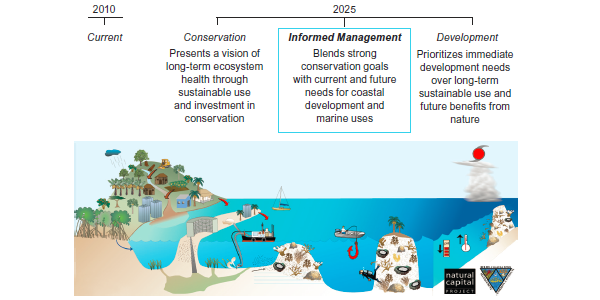 2010
2025
Current
Conservation
Informed Management
Development
Presents a vision of
long-term ecosystem
health through
sustainable use
and investment in
conservation
Blends strong
conservation goals
with current and future
needs for coastal
development and
marine uses
Prioritizes immediate
development needs
over long-term
sustainable use and
future benefits from
nature
natural
capital
PROJECT